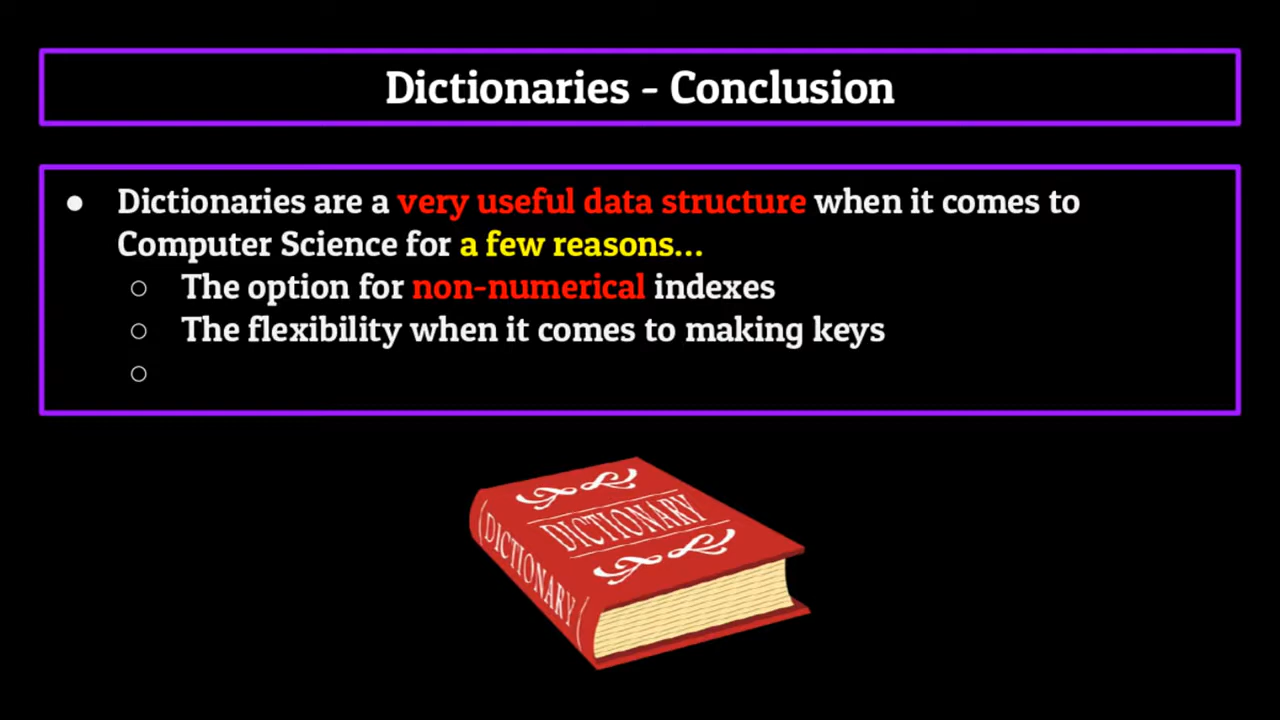 Dictionaries - Conclusion
● Dictionaries are a very useful data structure when it comes to
Computer Science for a few reasons...
○ The option for non-numerical indexes
○ The flexibility when it comes to making keys
○
DICTIONARY
DICTIONARY